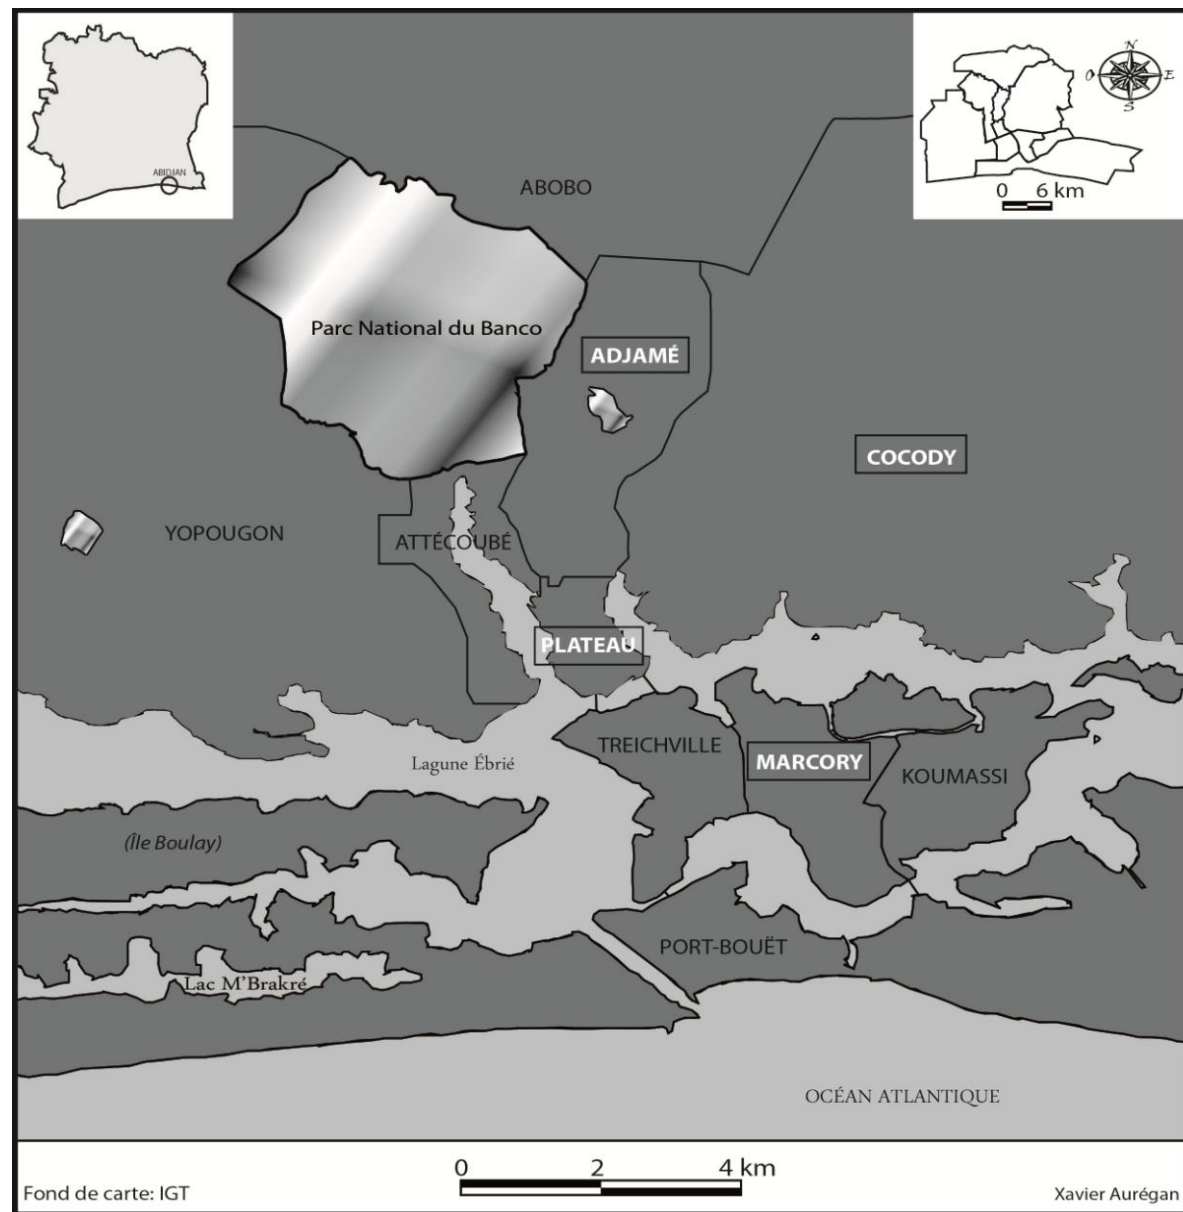 ABIDJAN
N
O
E
S
0 6 km
ABOBO
Parc National du Banco
ADJAMÉ
COCODY
YOPOUGON
ATTÉCOUBÉ
PLATEAU
TREICHVILLE
MARCORY
KOUMASSI
Lagune Ébrié
(Île Boulay)
PORT-BOUËT
Lac M'Brakré
OCÉAN ATLANTIQUE
0 2 4 km
Fond de carte: IGT
Xavier Aurégan